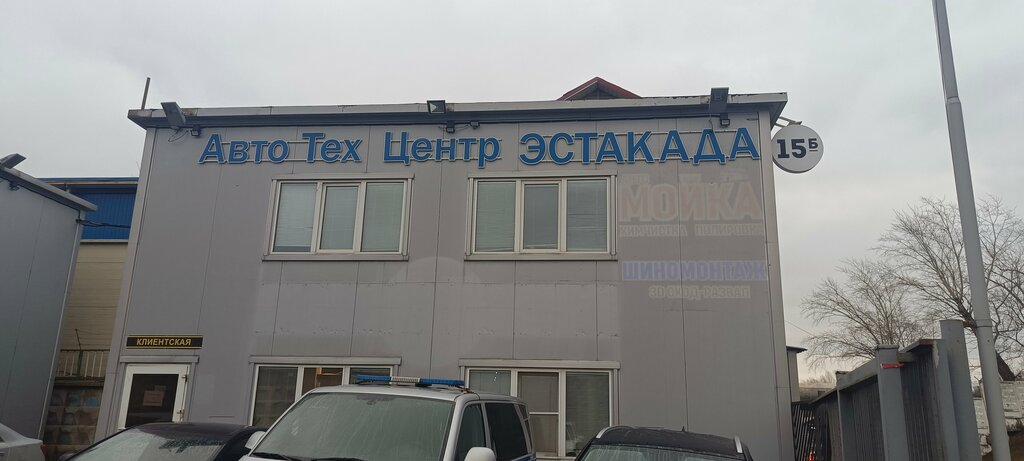 Авто Тех Центр ЭСТАКАДА
15Б
МОЙКА
ХИМЧИСТКА ПОЛИРОВКА
ШИНОМОНТАЖ
3D СХОД-РАЗВАЛ
КЛИЕНТСКАЯ